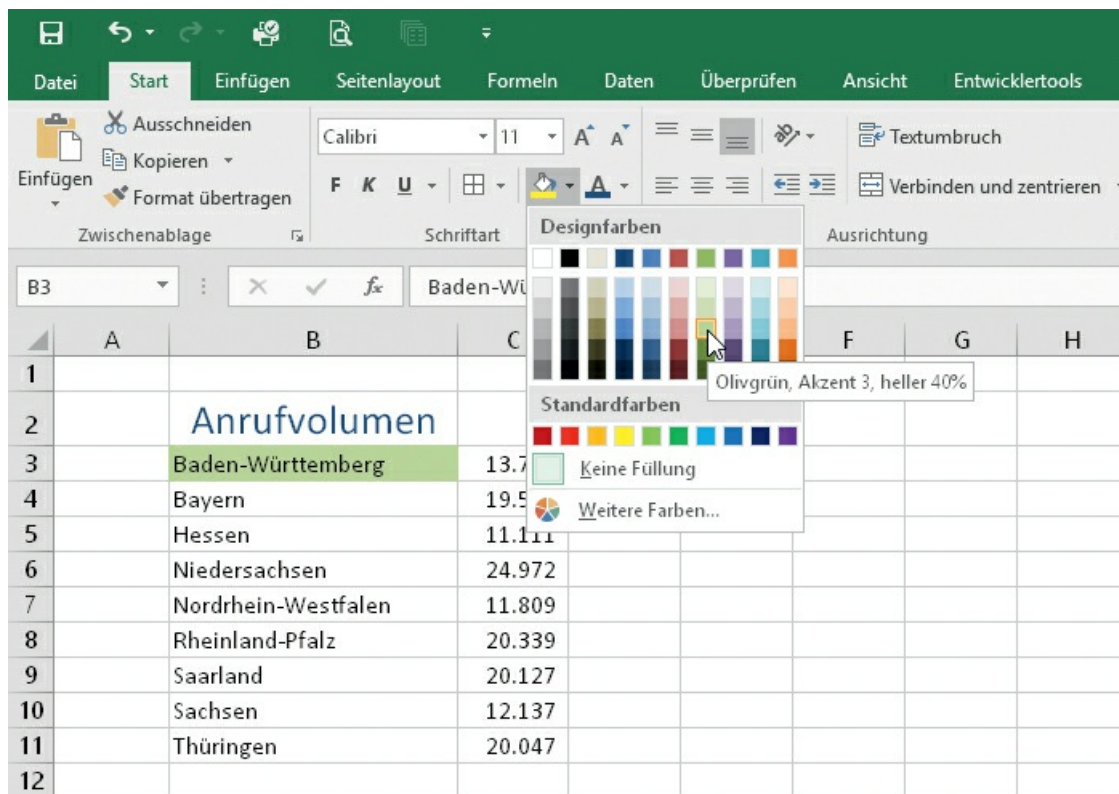 Datei Start Einfügen Seitenlayout Formeln Daten Überprüfen Ansicht Entwicklertools
Einfügen
Ausschneiden
Kopieren
Format übertragen
Zwischenablage
Calibri 11
F K U
Schriftart
Textumbruch
Verbinden und zentrieren
Ausrichtung
Designfarben
Olivgrün, Akzent 3, heller 40%
Standardfarben
Keine Füllung
Weitere Farben...
B3 fx
A B C F G H
1
2 Anrufvolumen
3 Baden-Württemberg
4 Bayern
5 Hessen 11.111
6 Niedersachsen 24.972
7 Nordrhein-Westfalen 11.809
8 Rheinland-Pfalz 20.339
9 Saarland 20.127
10 Sachsen 12.137
11 Thüringen 20.047
12